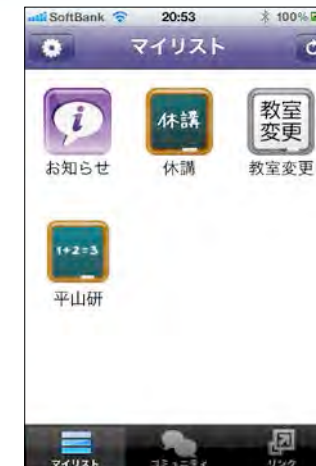 SoftBank 20:53 100%
マイリスト
i
休講
教室
変更
お知らせ 休講 教室変更
1+2=3
平山研
マイリスト コミュニティ リンク